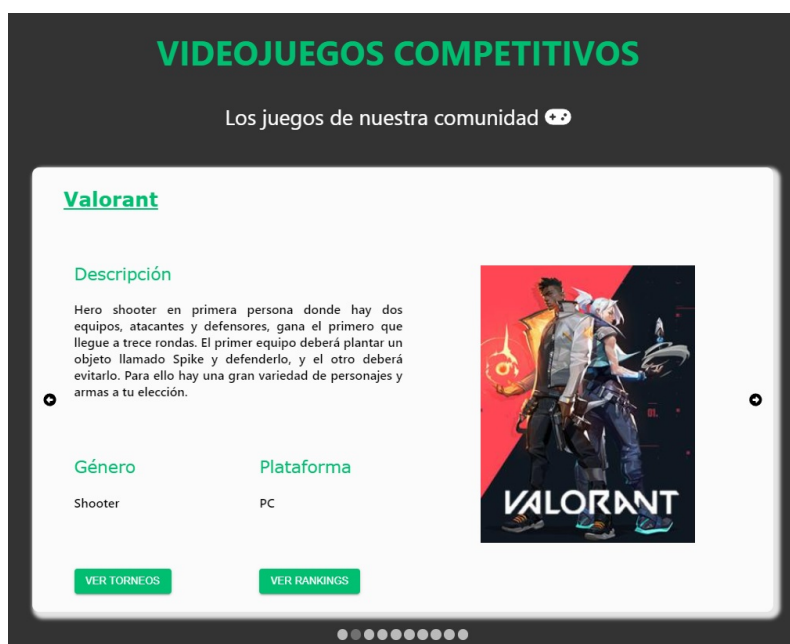 VIDEOJUEGOS COMPETITIVOS
Los juegos de nuestra comunidad
Valorant
Descripción
Hero shooter en primera persona donde hay dos
equipos, atacantes y defensores, gana el primero que
llegue a trece rondas. El primer equipo deberá plantar un
objeto llamado Spike y defenderlo, y el otro deberá
evitarlo. Para ello hay una gran variedad de personajes y
armas a tu elección.
Género
Plataforma
Shooter
PC
01.
VALORANT
VER TORNEOS
VER RANKINGS